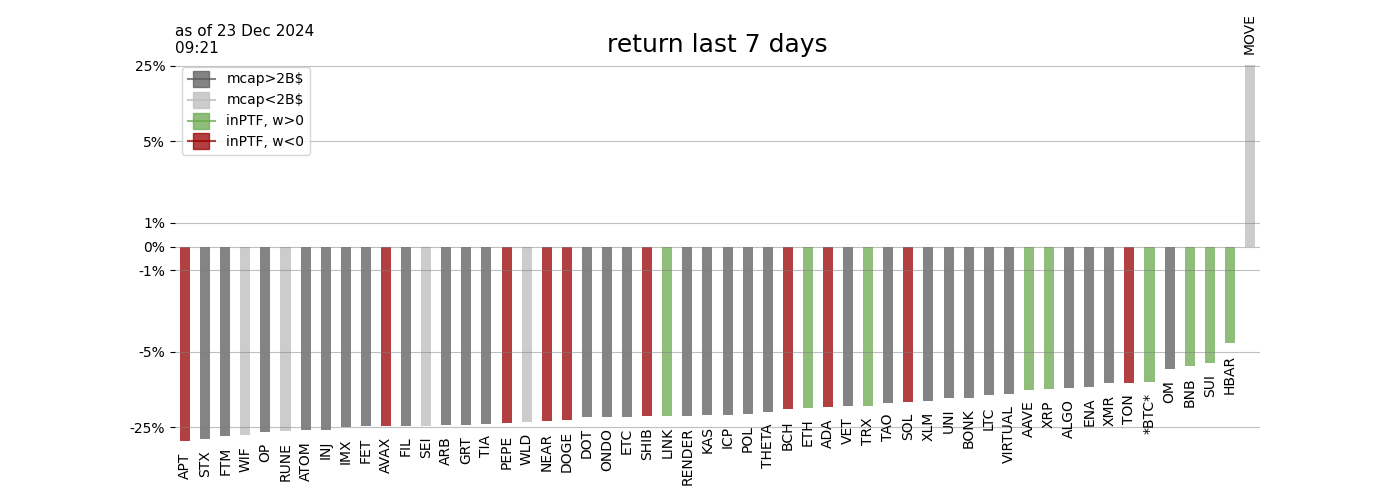 as of 23 Dec 2024
09:21
return last 7 days
MOVE
25%
5%
1%
0%
-1%
-5%
-25%
mcap>2B$
mcap<2B$
inPTF, w>0
inPTF, w<0
APT
STX
FTM
WIF
OP
RUNE
ATOM
INJ
IMX
FET
AVAX
FIL
SEI
ARB
GRT
TIA
PEPE
WLD
NEAR
DOGE
DOT
ONDO
ETC
SHIB
LINK
RENDER
KAS
ICP
POL
THETA
BCH
ETH
ADA
VET
TRX
TAO
SOL
XLM
UNI
BONK
LTC
VIRTUAL
AAVE
XRP
ALGO
ENA
XMR
TON
*BTC*
OM
BNB
SUI
HBAR